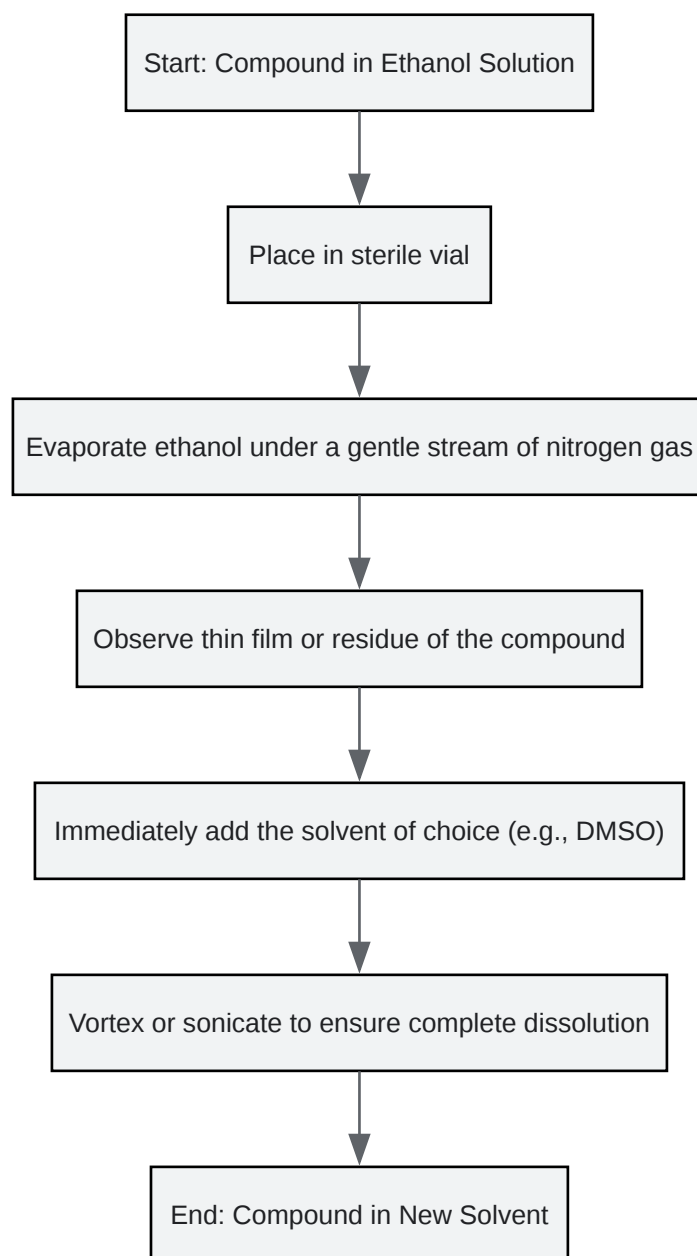 Start: Compound in Ethanol Solution
Place in sterile vial
Evaporate ethanol under a gentle stream of nitrogen gas
Observe thin film or residue of the compound
Immediately add the solvent of choice (e.g., DMSO)
Vortex or sonicate to ensure complete dissolution
End: Compound in New Solvent